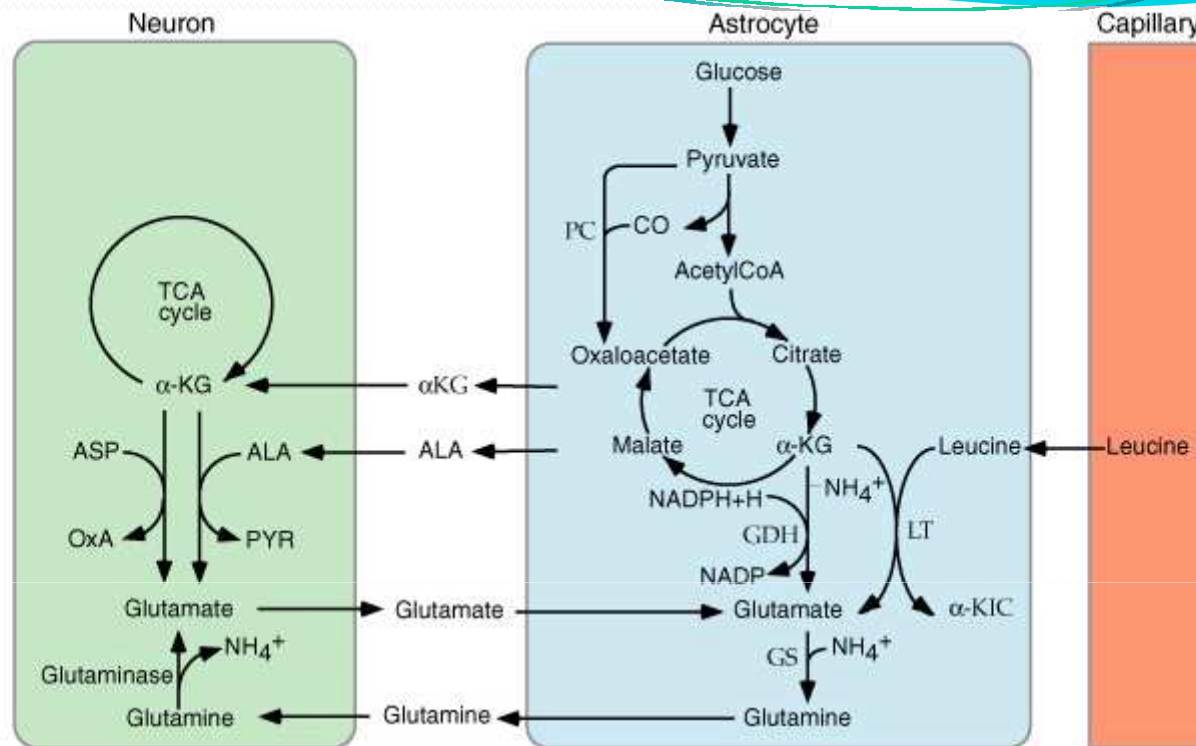 Neuron
Astrocyte
Capillary
Glucose
Pyruvate
PC
CO
AcetylCoA
TCA
cycle
Oxaloacetate
Citrate
α-KG
αKG
TCA
cycle
ASP
ALA
ALA
Malate
α-KG
Leucine
Leucine
NADPH+H
NH4+
OxA
PYR
GDH
LT
NADP
Glutamate
Glutamate
Glutamate
α-KIC
NH4+
GS
NH4+
Glutaminase
Glutamine
Glutamine
Glutamine